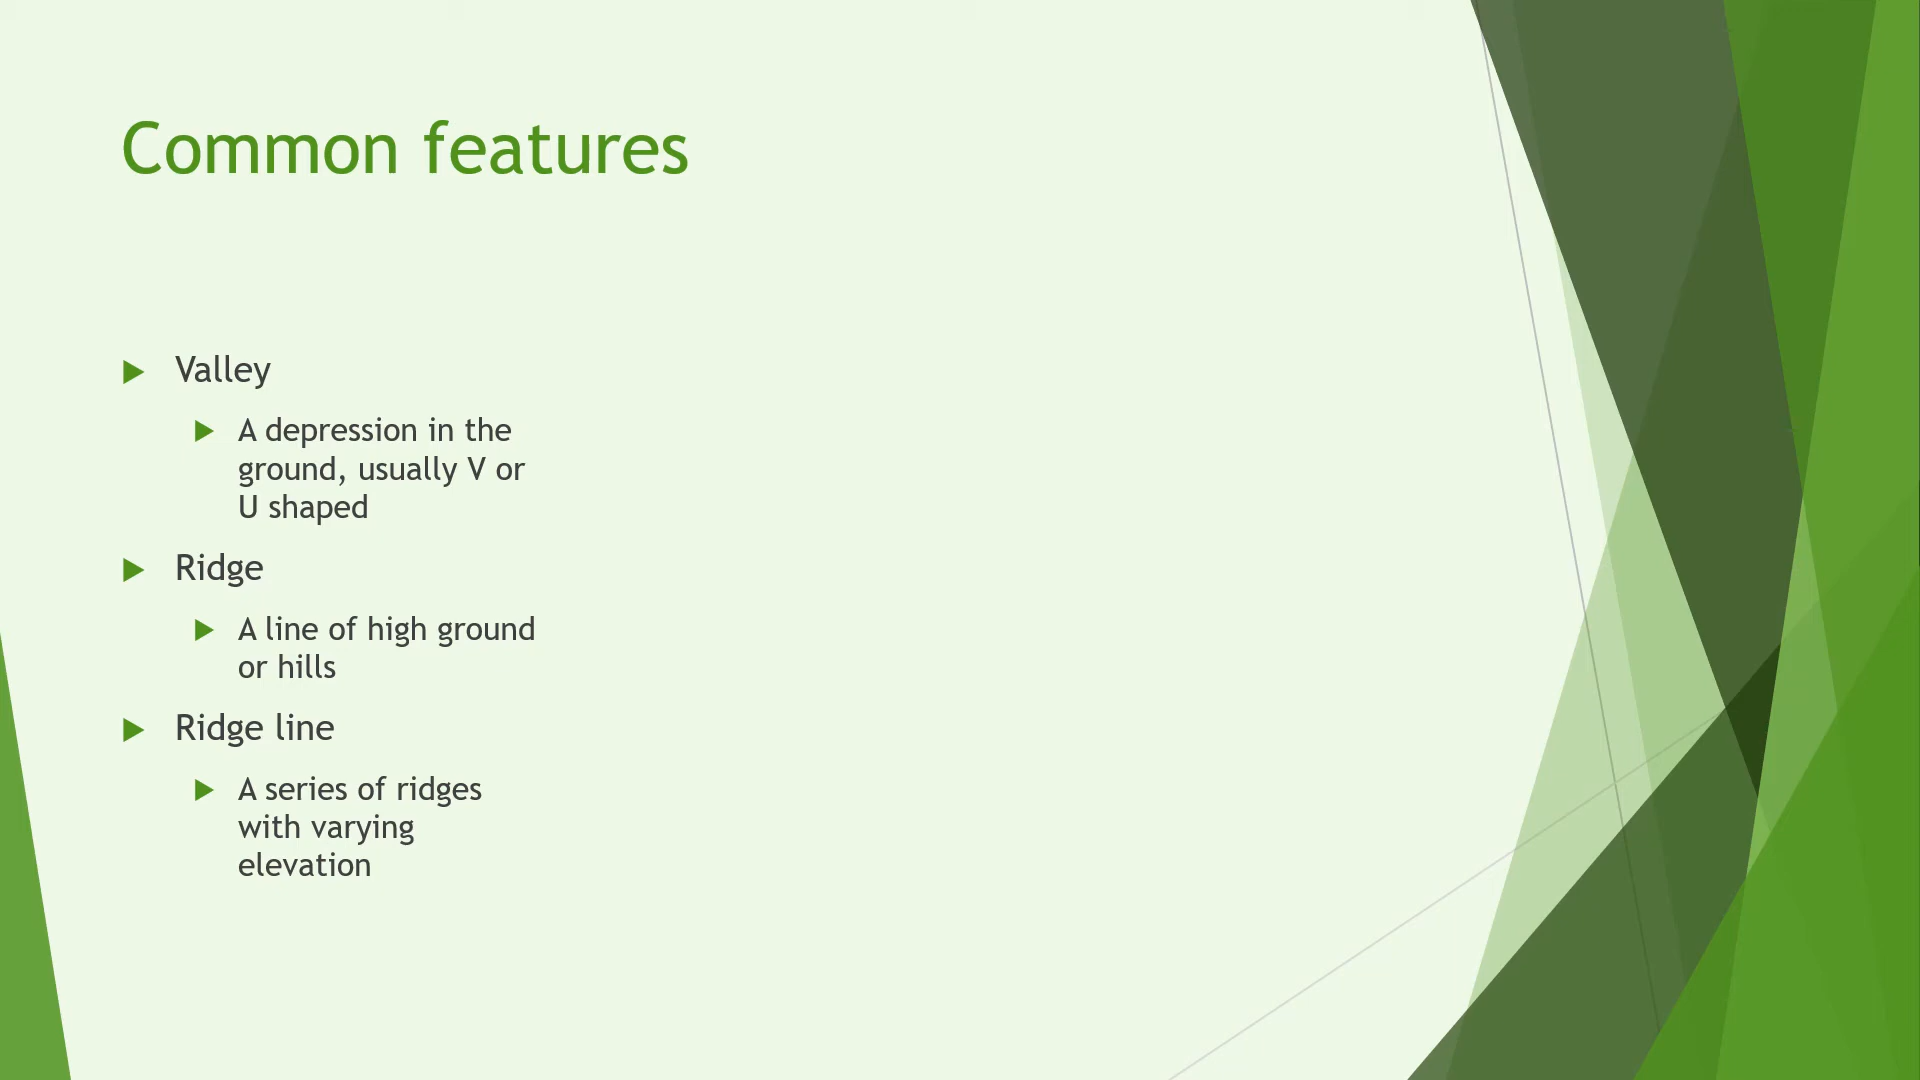 Common features
Valley
A depression in the
ground, usually V or
U shaped
Ridge
A line of high ground
or hills
Ridge line
A series of ridges
with varying
elevation